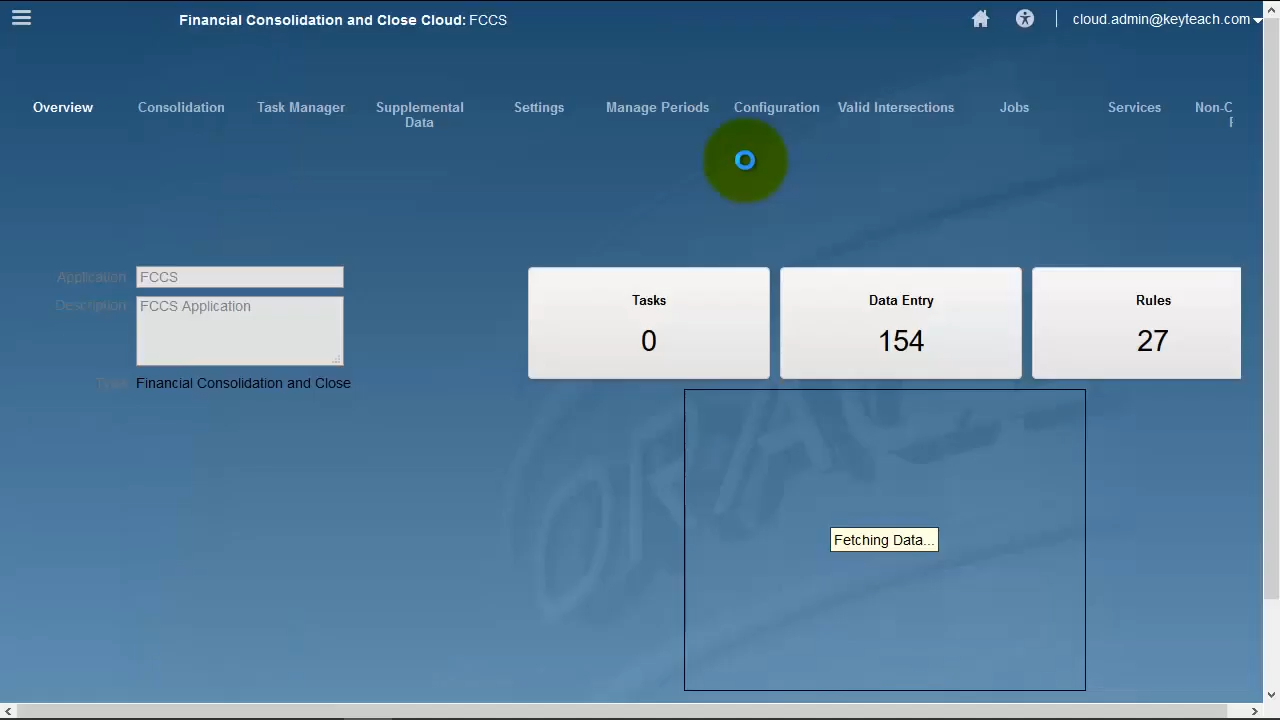 Financial Consolidation and Close Cloud: FCCS
cloud.admin@keyteach.com
Overview
Consolidation
Task Manager
Supplemental
Data
Settings
Manage Periods
Configuration
Valid Intersections
Jobs
Services
Non-C
Application FCCS
Description FCCS Application
Type Financial Consolidation and Close
Tasks
0
Data Entry
154
Rules
27
Fetching Data...